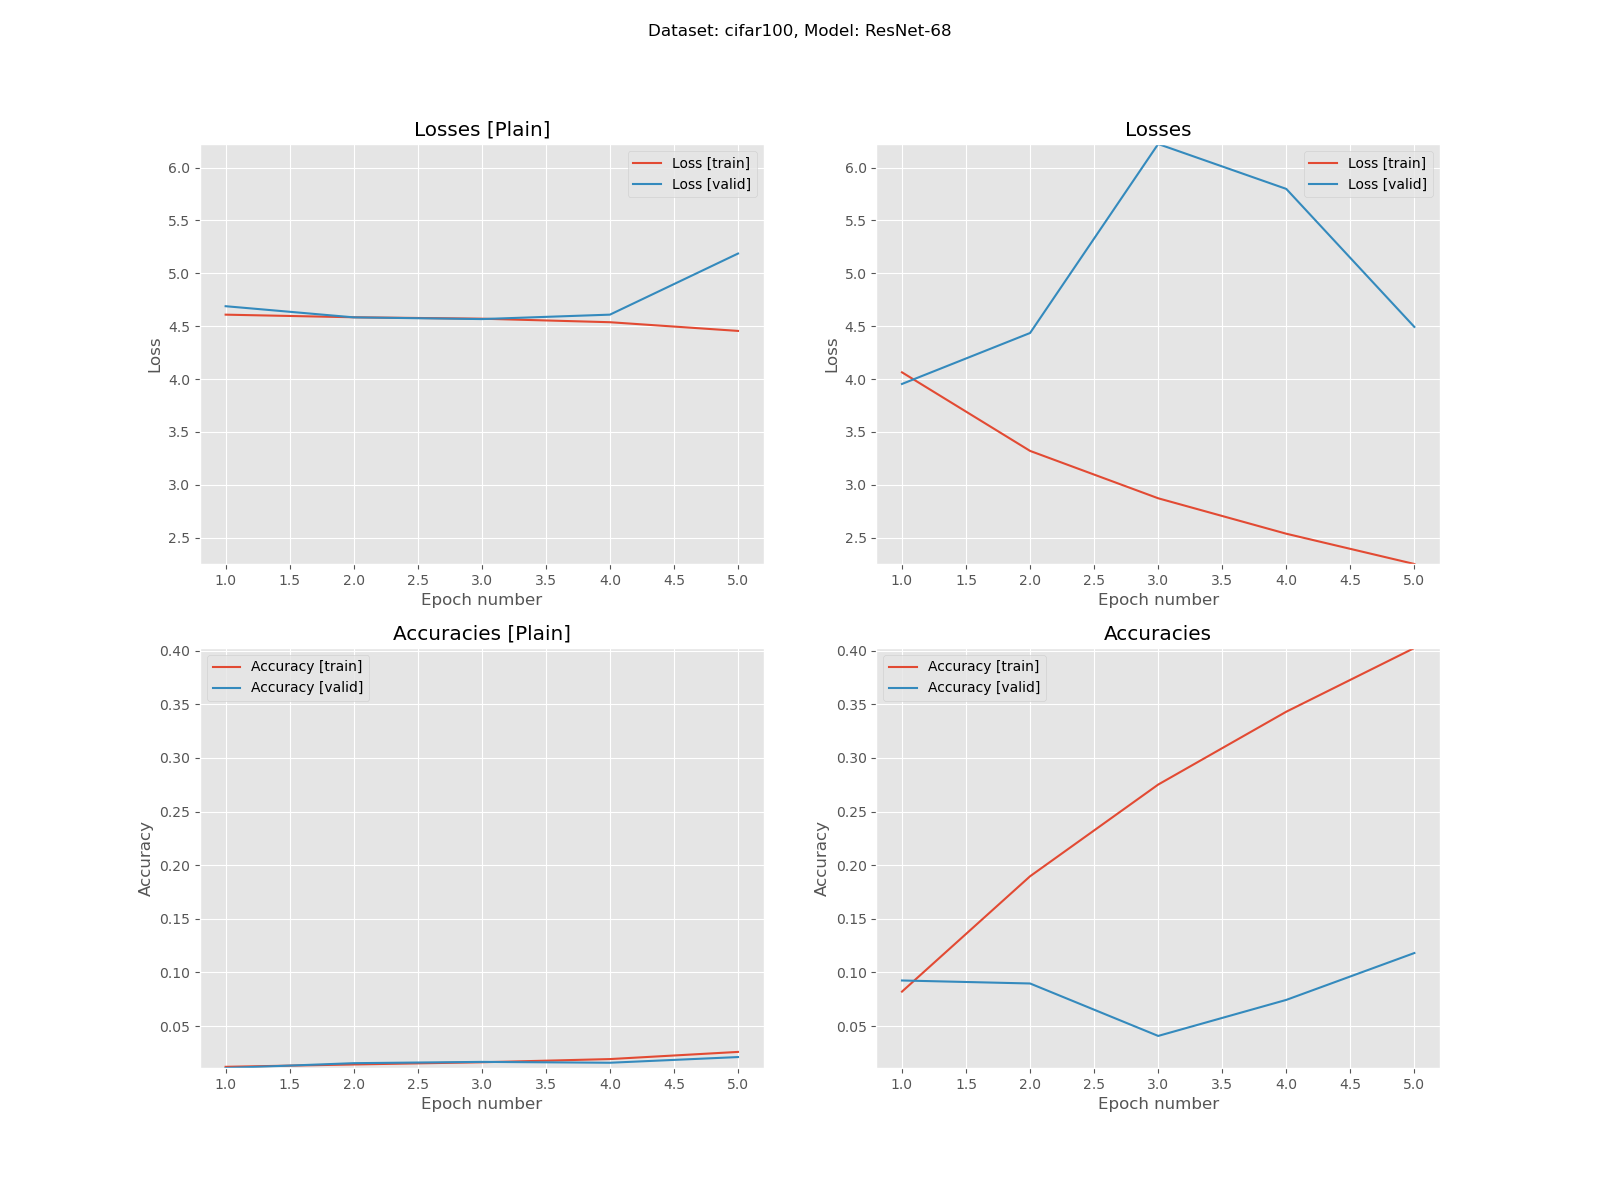 Dataset: cifar100, Model: ResNet-68
Losses [Plain]
Loss [train]
Loss [valid]
6.0
5.5
5.0
4.5
4.0
3.5
3.0
2.5
Loss
1.0 1.5 2.0 2.5 3.0 3.5 4.0 4.5 5.0
Epoch number
Losses
Loss [train]
Loss [valid]
6.0
5.5
5.0
4.5
4.0
3.5
3.0
2.5
Loss
1.0 1.5 2.0 2.5 3.0 3.5 4.0 4.5 5.0
Epoch number
Accuracies [Plain]
Accuracy [train]
Accuracy [valid]
0.40
0.35
0.30
0.25
0.20
0.15
0.10
0.05
Accuracy
1.0 1.5 2.0 2.5 3.0 3.5 4.0 4.5 5.0
Epoch number
Accuracies
Accuracy [train]
Accuracy [valid]
0.40
0.35
0.30
0.25
0.20
0.15
0.10
0.05
Accuracy
1.0 1.5 2.0 2.5 3.0 3.5 4.0 4.5 5.0
Epoch number